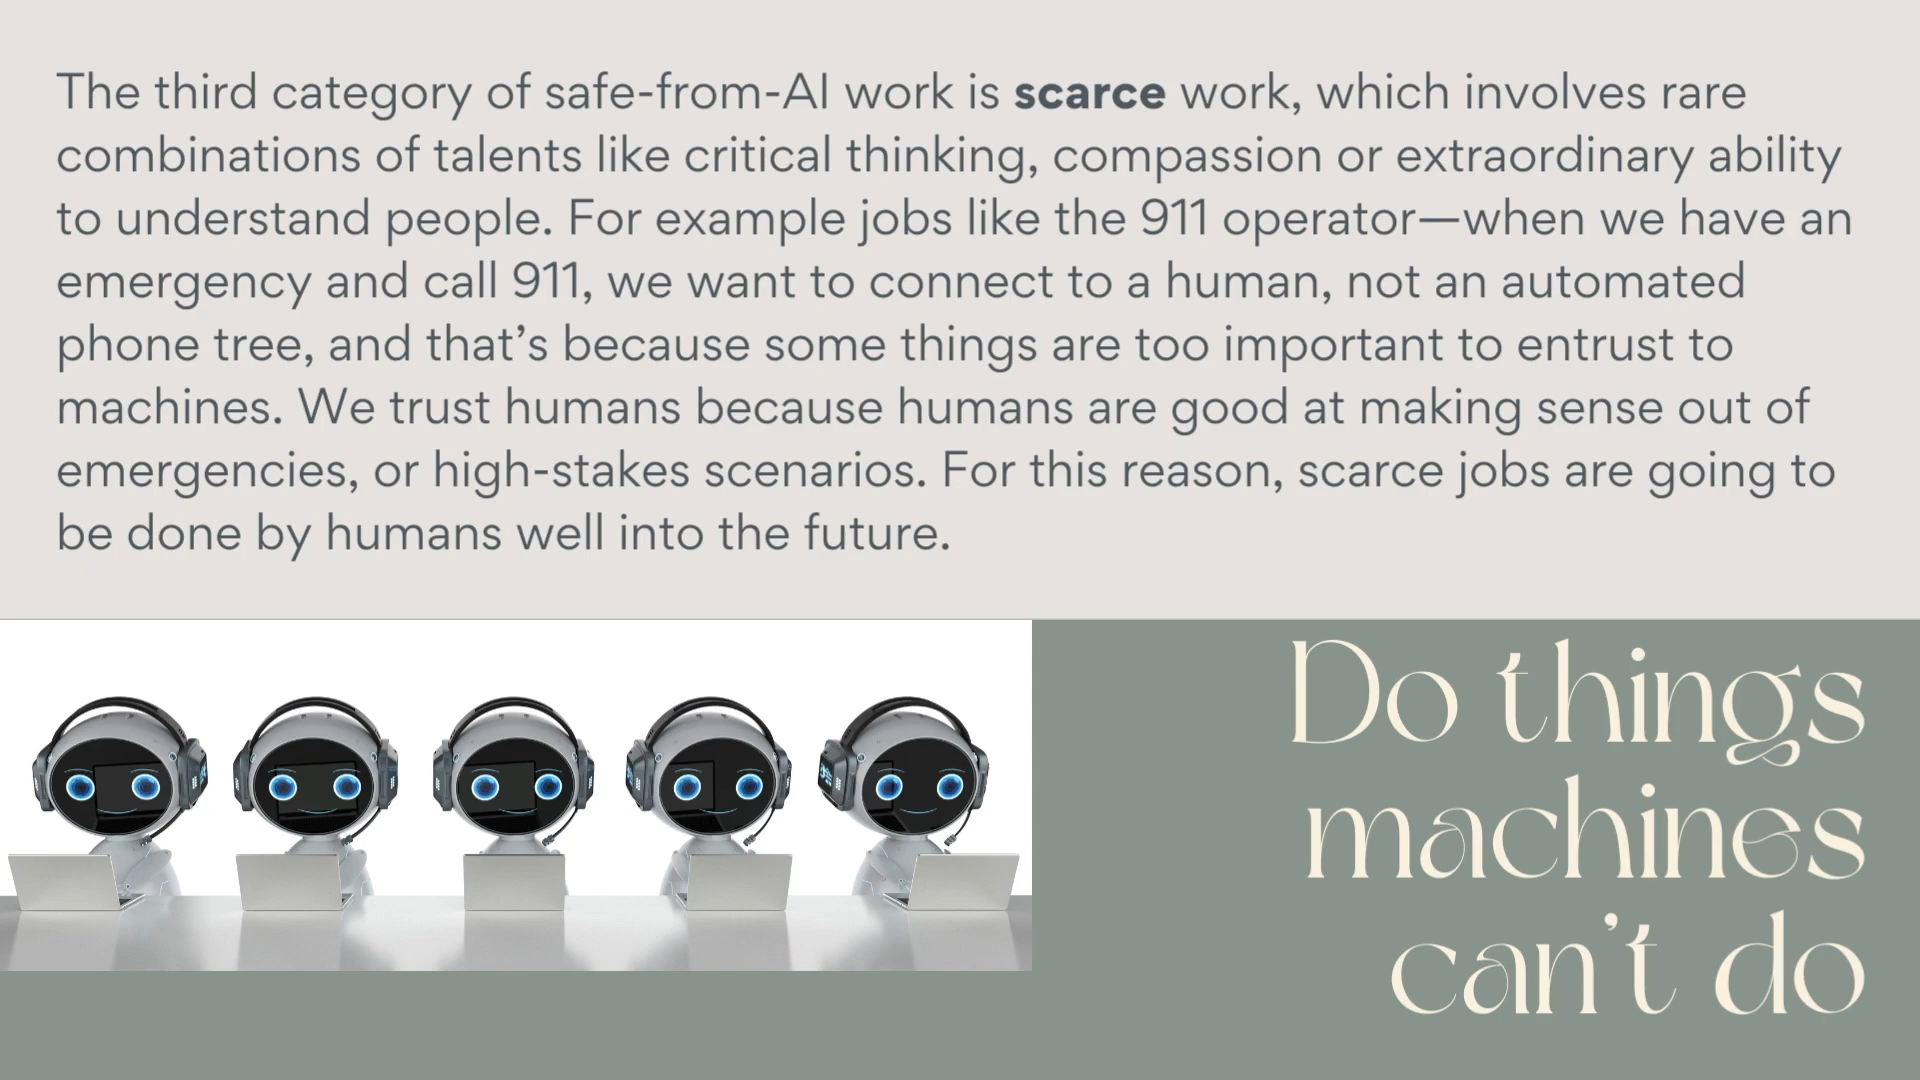 The third category of safe-from-AI work is scarce work, which involves rare
combinations of talents like critical thinking, compassion or extraordinary ability
to understand people. For example jobs like the 911 operator—when we have an
emergency and call 911, we want to connect to a human, not an automated
phone tree, and that’s because some things are too important to entrust to
machines. We trust humans because humans are good at making sense out of
emergencies, or high-stakes scenarios. For this reason, scarce jobs are going to
be done by humans well into the future.
Do things
machines
can’t do